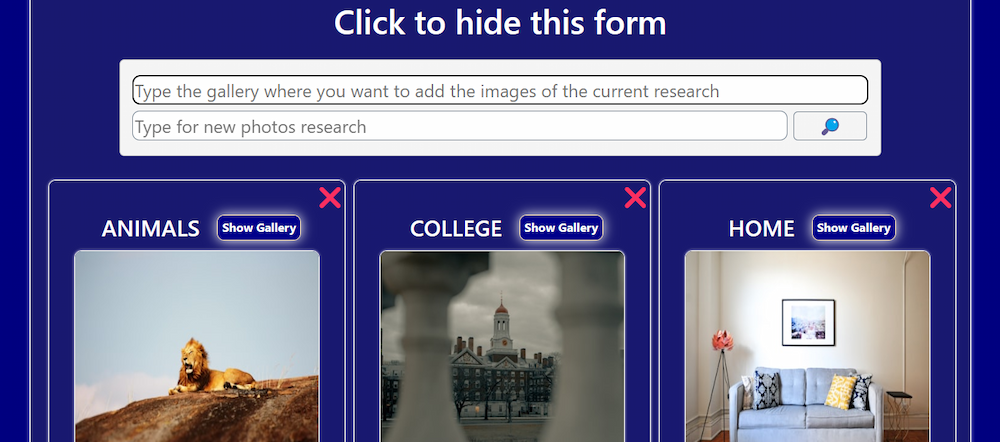 Click to hide this form
Type the gallery where you want to add the images of the current research
Type for new photos research
ANIMALS Show Gallery
COLLEGE Show Gallery
HOME Show Gallery